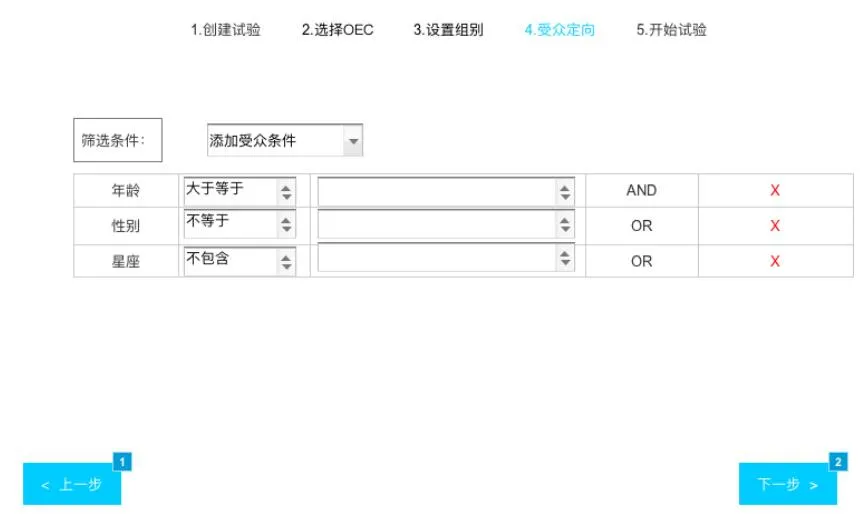 1.创建试验 2.选择OEC 3.设置组别 4.受众定向 5.开始试验
筛选条件: 添加受众条件
年龄 大于等于 AND X
性别 不等于 OR X
星座 不包含 OR X
1 2
< 上一步 下一步 >